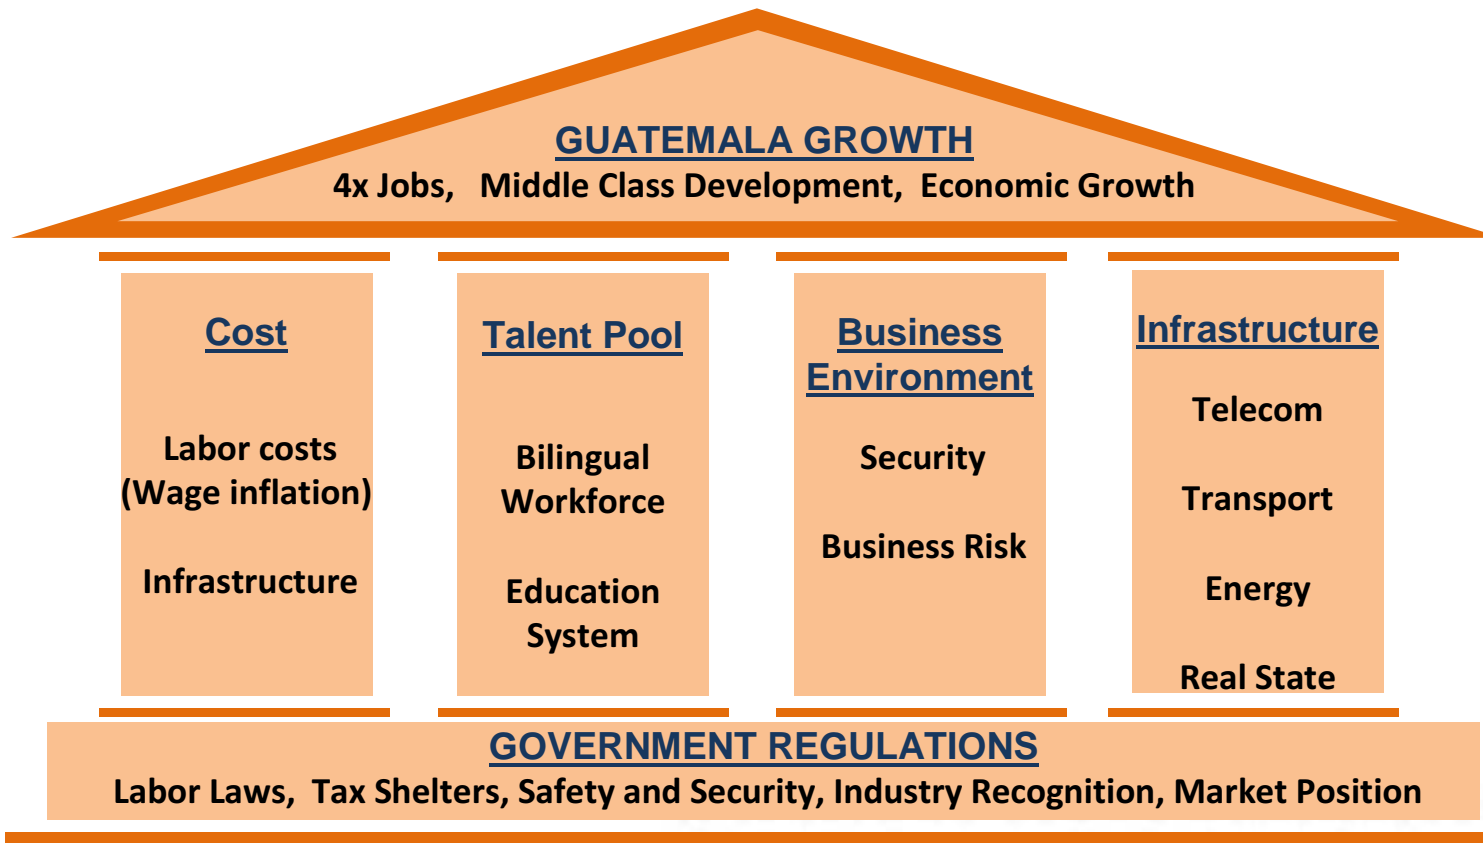 GUATEMALA GROWTH
4x Jobs, Middle Class Development, Economic Growth
Cost
Labor costs
(Wage inflation)
Infrastructure
Talent Pool
Bilingual
Workforce
Education
System
Business
Environment
Security
Business Risk
Infrastructure
Telecom
Transport
Energy
Real State
GOVERNMENT REGULATIONS
Labor Laws, Tax Shelters, Safety and Security, Industry Recognition, Market Position